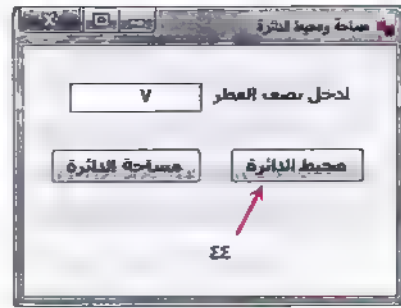 مساحة ومحيط الدائرة
ادخل نصف القطر
٧
محيط الدائرة
مساحة الدائرة
٤٤